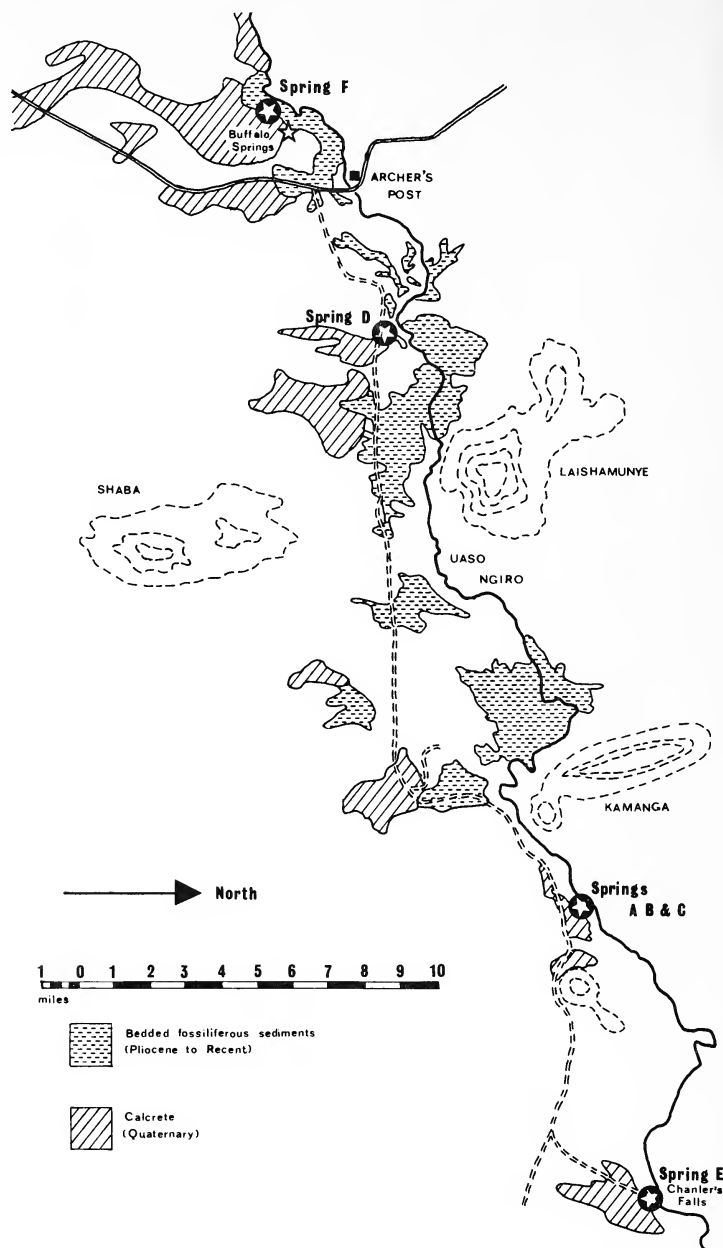 Spring F
Buffalo
Springs
ARCHER'S
POST
Spring D
LAISHAMUNYE
SHABA
UASO
NGIRO
KAMANGA
North
Springs
A B & C
1 0 1 2 3 4 5 6 7 8 9 10
miles
Bedded fossiliferous sediments
(Pliocene to Recent)
Calcrete
(Quaternary)
Spring E
Chanler's
Falls